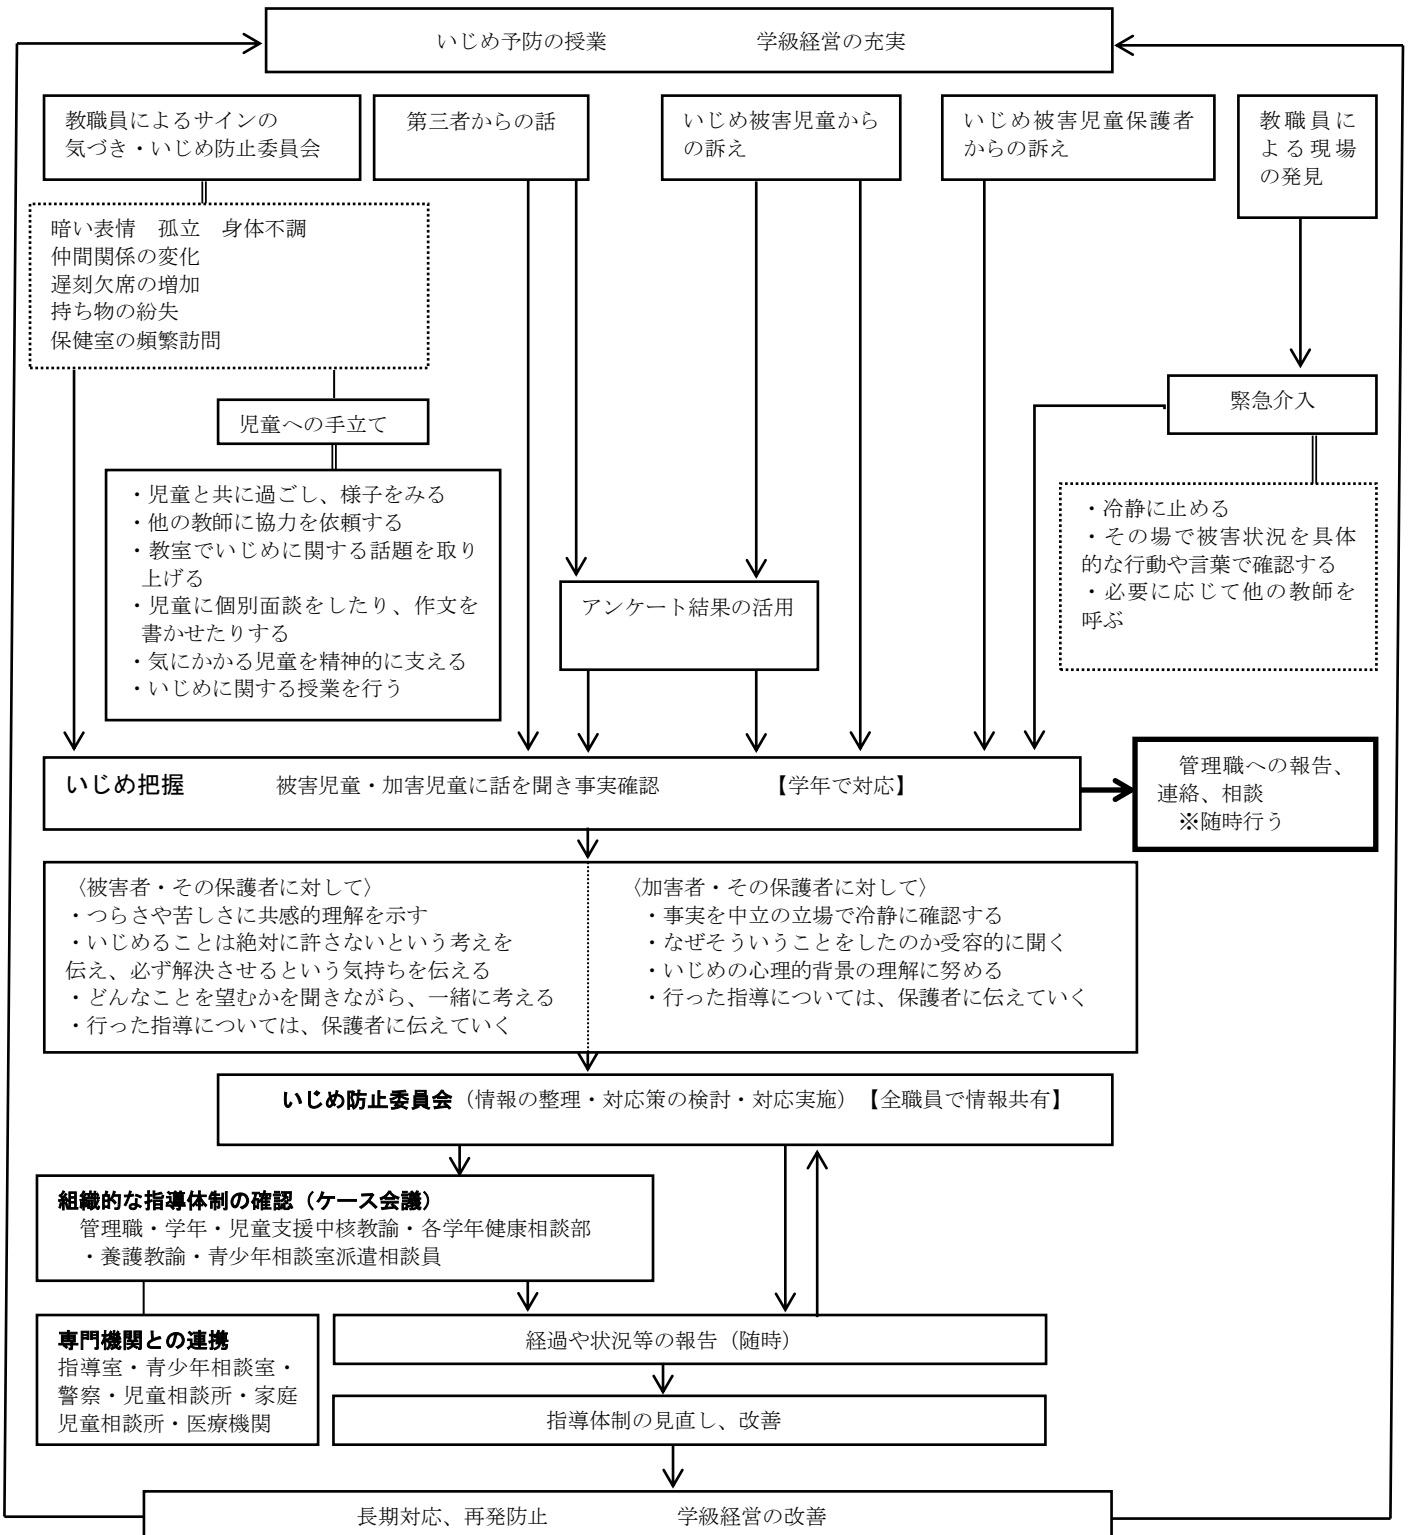 いじめ予防の授業　　　　　　　学級経営の充実
教職員によるサインの
気づき・いじめ防止委員会
第三者からの話
いじめ被害児童から
の訴え
いじめ被害児童保護者
からの訴え
教職員に
よる現場
の発見
暗い表情　孤立　身体不調
仲間関係の変化
遅刻欠席の増加
持ち物の紛失
保健室の頻繁訪問
児童への手立て
緊急介入
・児童と共に過ごし、様子をみる
・他の教師に協力を依頼する
・教室でいじめに関する話題を取り
上げる
・児童に個別面談をしたり、作文を
書かせたりする
・気にかかる児童を精神的に支える
・いじめに関する授業を行う
・冷静に止める
・その場で被害状況を具体
的な行動や言葉で確認する
・必要に応じて他の教師を
呼ぶ
アンケート結果の活用
いじめ把握　　　　被害児童・加害児童に話を聞き事実確認　　　　　【学年で対応】
管理職への報告、
連絡、相談
※随時行う
〈被害者・その保護者に対して〉
・つらさや苦しさに共感的理解を示す
・いじめることは絶対に許さないという考えを
伝え、必ず解決させるという気持ちを伝える
・どんなことを望むかを聞きながら、一緒に考える
・行った指導については、保護者に伝えていく
〈加害者・その保護者に対して〉
・事実を中立の立場で冷静に確認する
・なぜそういうことをしたのか受容的に聞く
・いじめの心理的背景の理解に努める
・行った指導については、保護者に伝えていく
いじめ防止委員会（情報の整理・対応策の検討・対応実施）【全職員で情報共有】
組織的な指導体制の確認（ケース会議）
管理職・学年・児童支援中核教諭・各学年健康相談部
・養護教諭・青少年相談室派遣相談員
専門機関との連携
指導室・青少年相談室・
警察・児童相談所・家庭
児童相談所・医療機関
経過や状況等の報告（随時）
指導体制の見直し、改善
長期対応、再発防止　　　　　　学級経営の改善